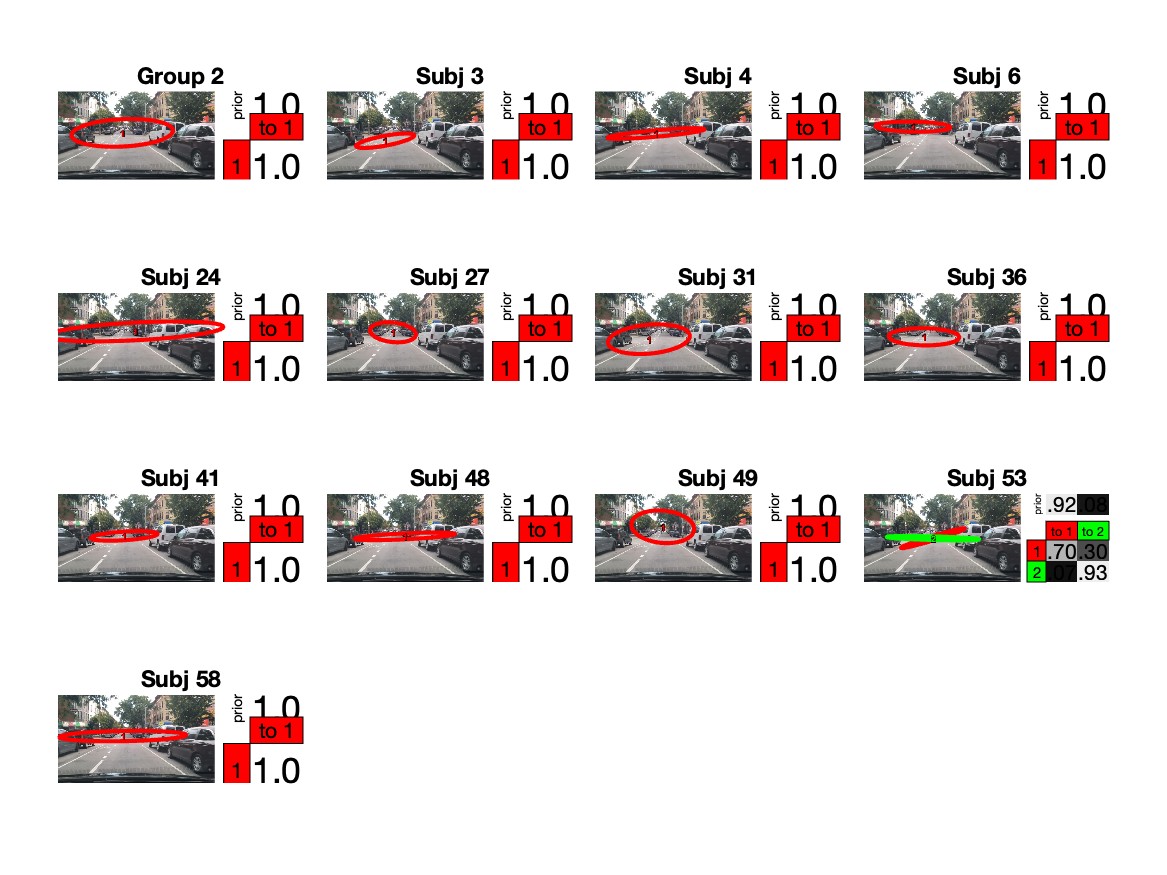 Group 2
prior 1.0
to 1
1 1.0
Subj 3
prior 1.0
to 1
1 1.0
Subj 4
prior 1.0
to 1
1 1.0
Subj 6
prior 1.0
to 1
1 1.0
Subj 24
prior 1.0
to 1
1 1.0
Subj 27
prior 1.0
to 1
1 1.0
Subj 31
prior 1.0
to 1
1 1.0
Subj 36
prior 1.0
to 1
1 1.0
Subj 41
prior 1.0
to 1
1 1.0
Subj 48
prior 1.0
to 1
1 1.0
Subj 49
prior 1.0
to 1
1 1.0
Subj 53
prior .92 .08
to 1 to 2
1 .70 .30
2 .07 .93
Subj 58
prior 1.0
to 1
1 1.0